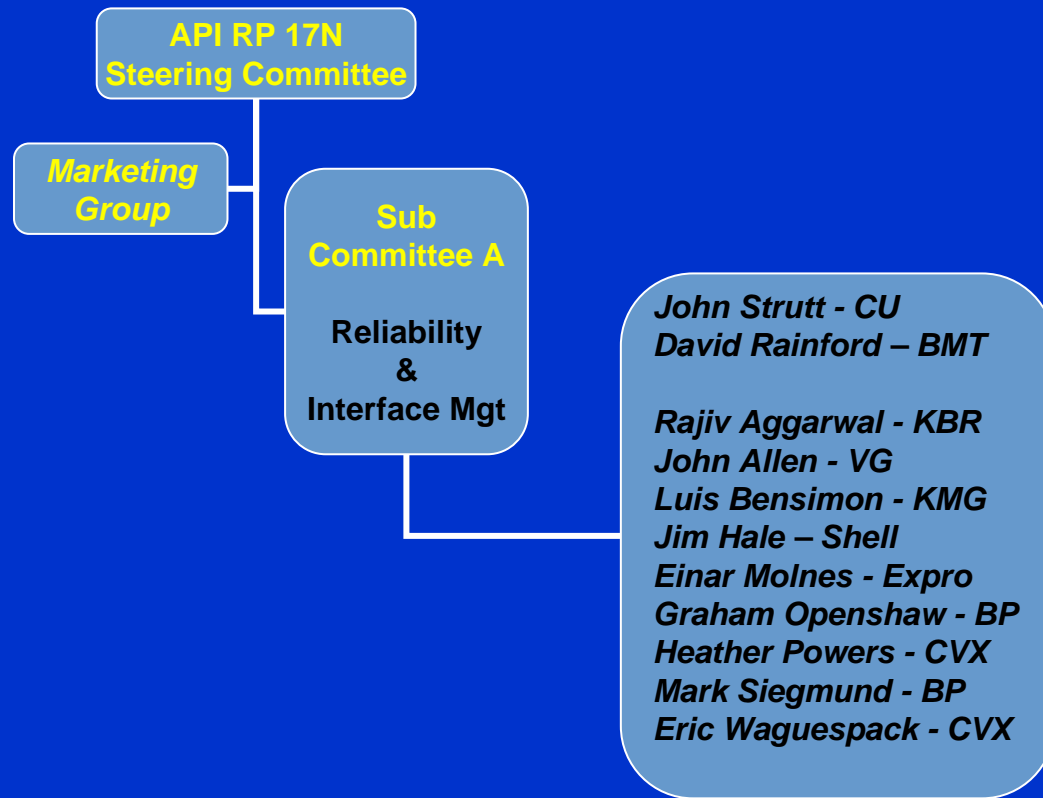 API RP 17N
Steering Committee
Marketing
Group
Sub
Committee A
Reliability
&
Interface Mgt
John Strutt - CU
David Rainford – BMT
Rajiv Aggarwal - KBR
John Allen - VG
Luis Bensimon - KMG
Jim Hale – Shell
Einar Molnes - Expro
Graham Openshaw - BP
Heather Powers - CVX
Mark Siegmund - BP
Eric Waguespack - CVX